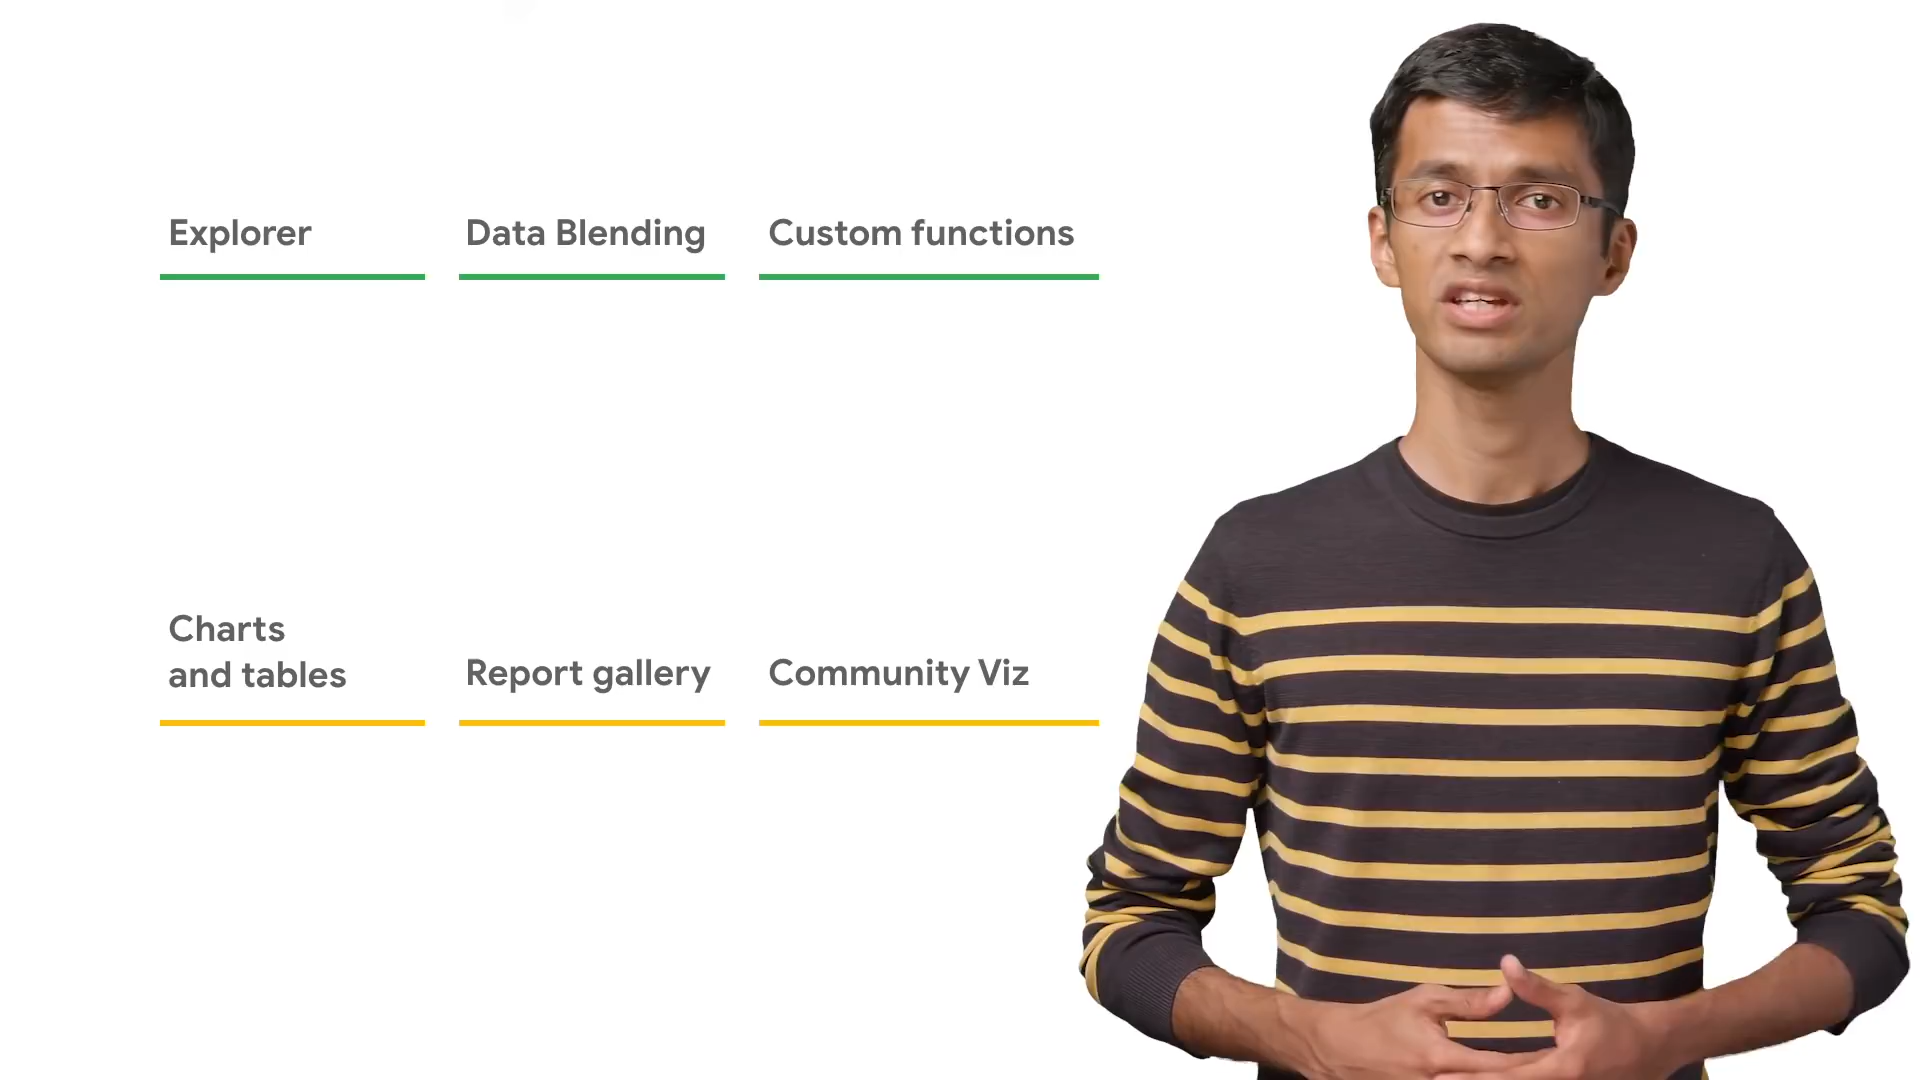 Explorer
Data Blending
Custom functions
Charts
and tables
Report gallery
Community Viz